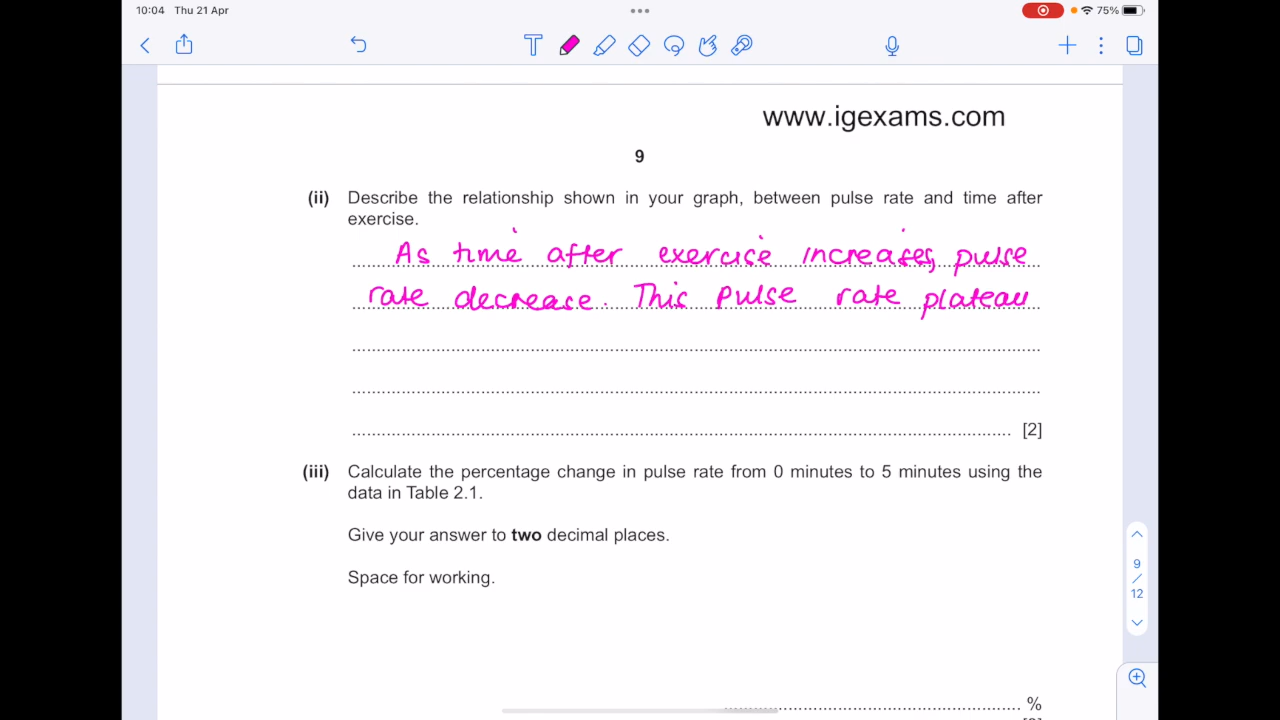 10:04 Thu 21 Apr
75%
www.igexams.com
9
(ii) Describe the relationship shown in your graph, between pulse rate and time after
exercise.
As time after exercise increases, pulse
rate decrease. This pulse rate plateau
[2]
(iii) Calculate the percentage change in pulse rate from 0 minutes to 5 minutes using the
data in Table 2.1.
Give your answer to two decimal places.
Space for working.
9
/
12
%